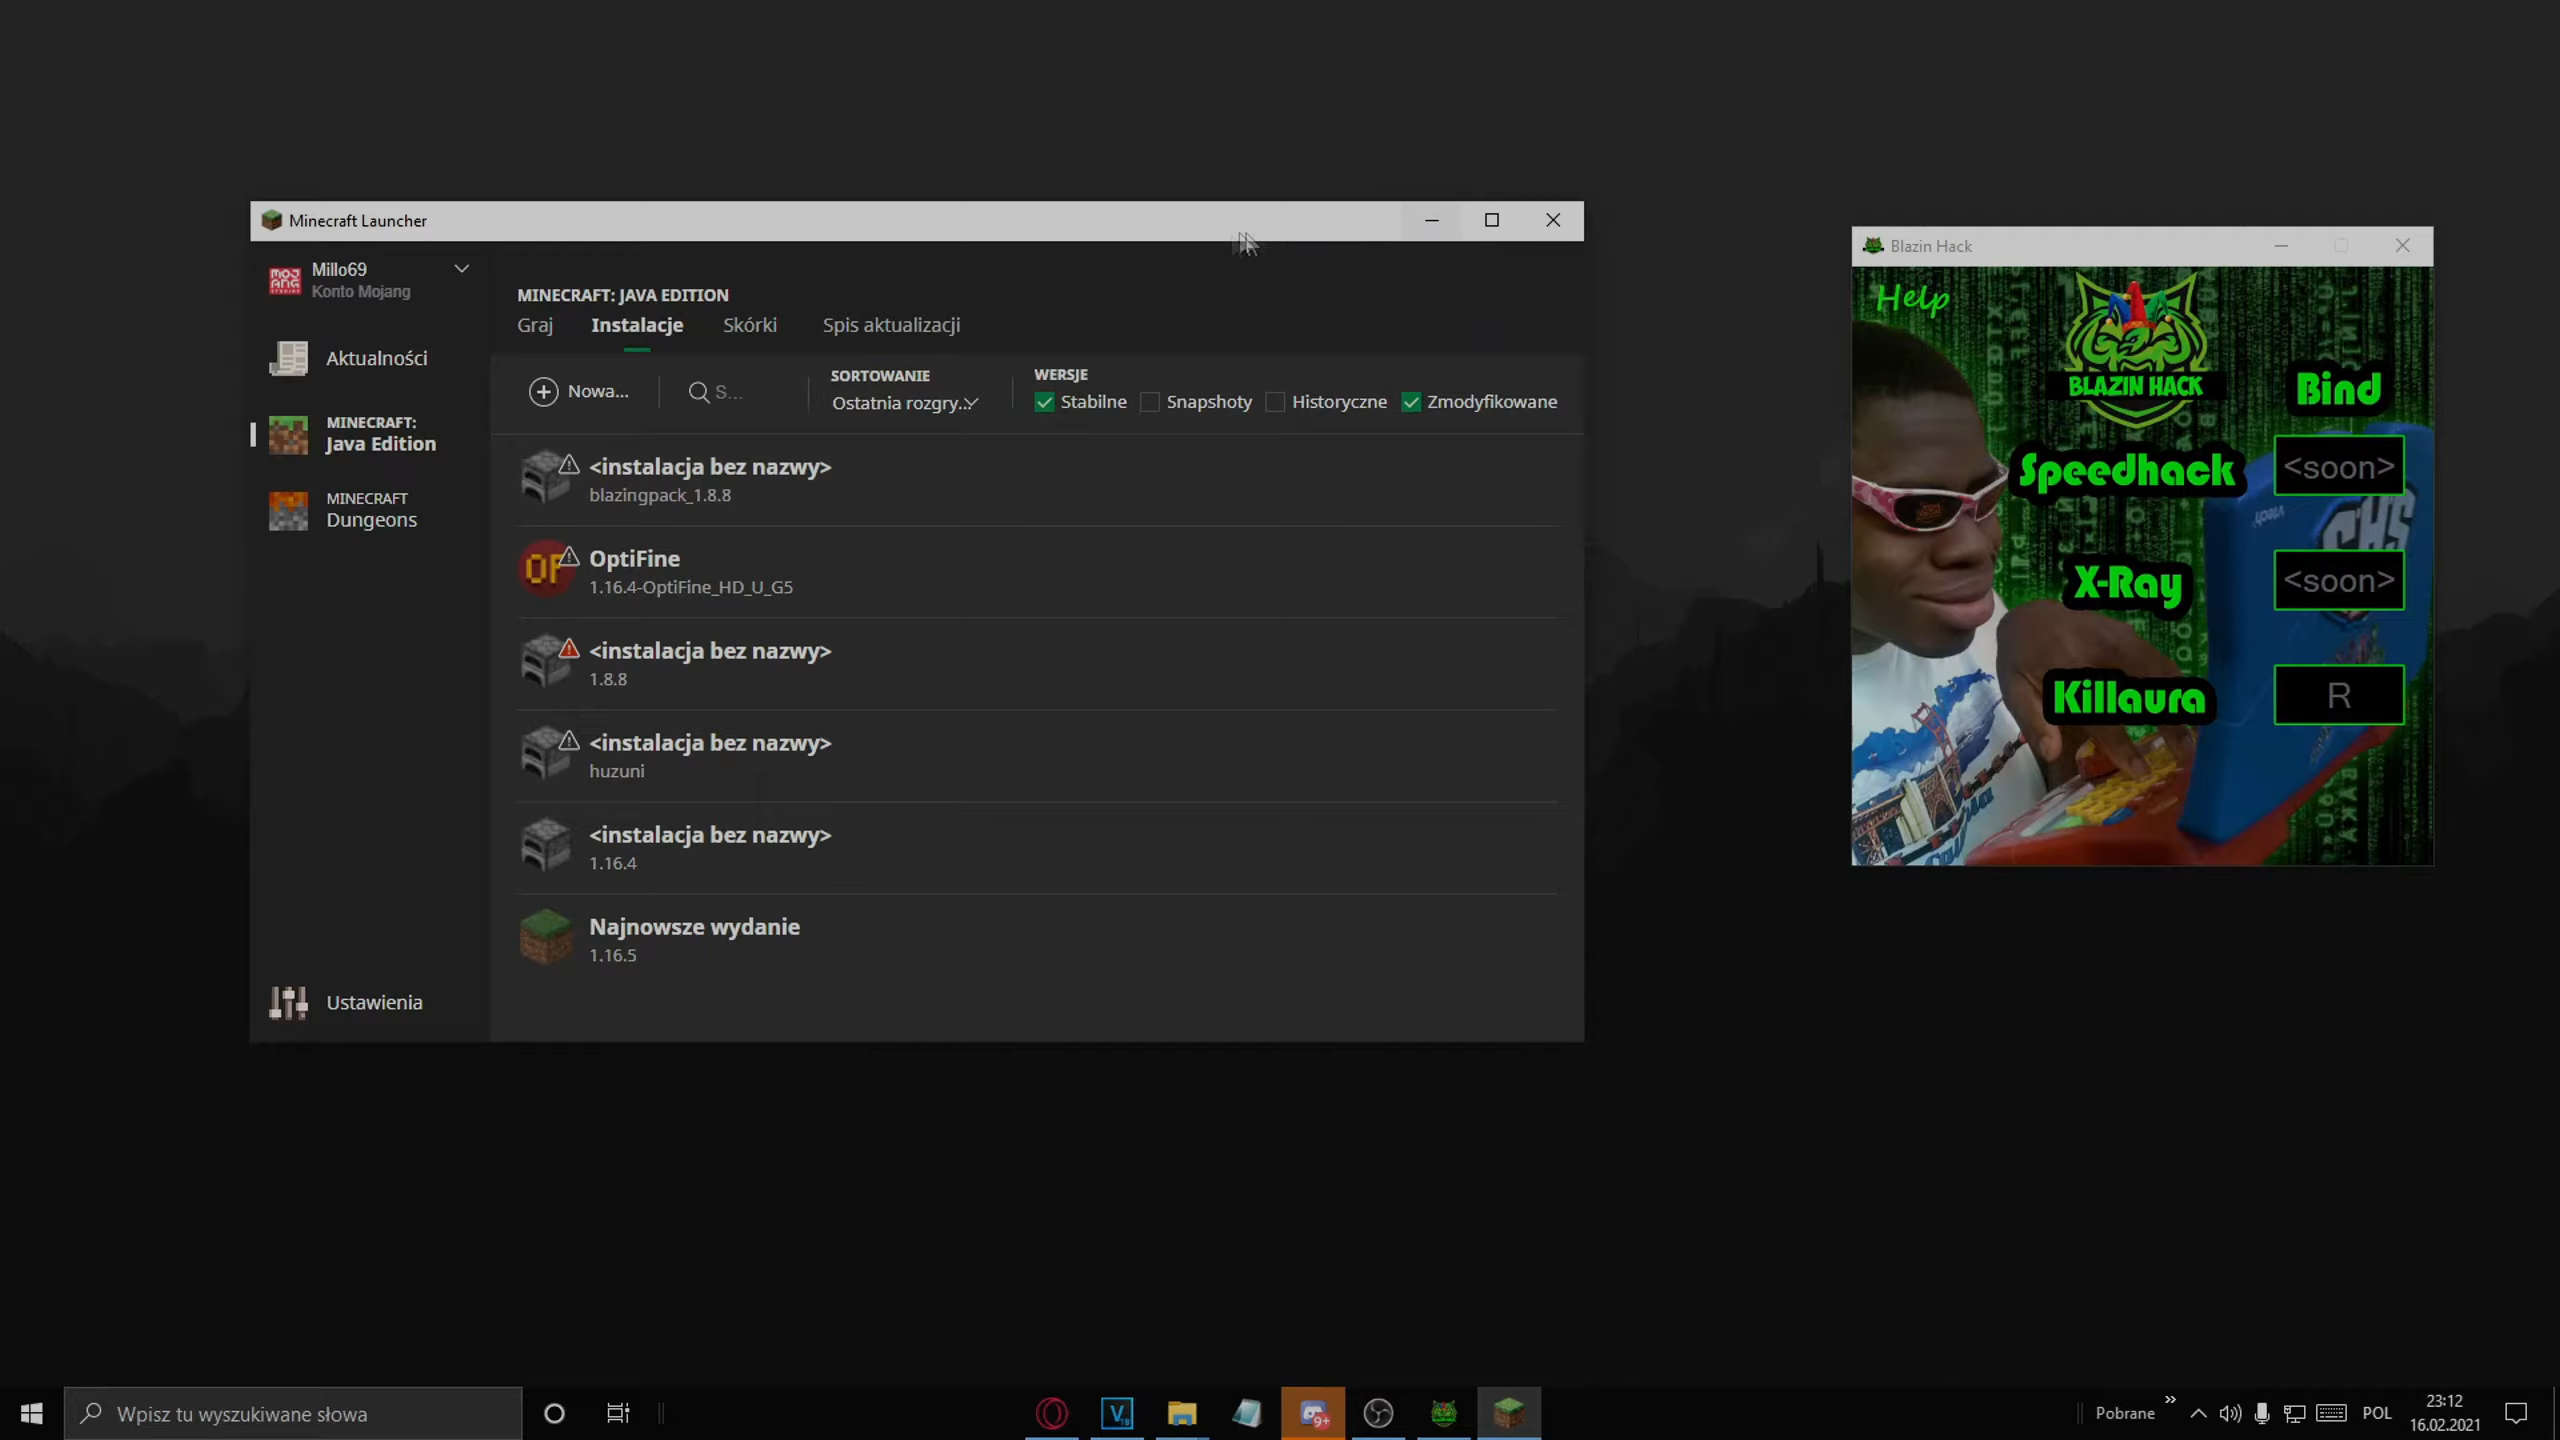 Minecraft Launcher
Millo69
Konto Mojang
Aktualności
MINECRAFT:
Java Edition
MINECRAFT
Dungeons
Ustawienia
MINECRAFT: JAVA EDITION
Graj
Instalacje
Skórki
Spis aktualizacji
Nowa...
S...
SORTOWANIE
Ostatnia rozgry...
WERSJE
Stabilne
Snapshoty
Historyczne
Zmodyfikowane
<instalacja bez nazwy>
blazingpack_1.8.8
OF
OptiFine
1.16.4-OptiFine_HD_U_G5
<instalacja bez nazwy>
1.8.8
<instalacja bez nazwy>
huzuni
<instalacja bez nazwy>
1.16.4
Najnowsze wydanie
1.16.5
Blazin Hack
Help
BLAZIN HACK
Bind
Speedhack
<soon>
X-Ray
<soon>
Killaura
R
vtech
Wpisz tu wyszukiwane słowa
9+
Pobrane
POL
23:12
16.02.2021